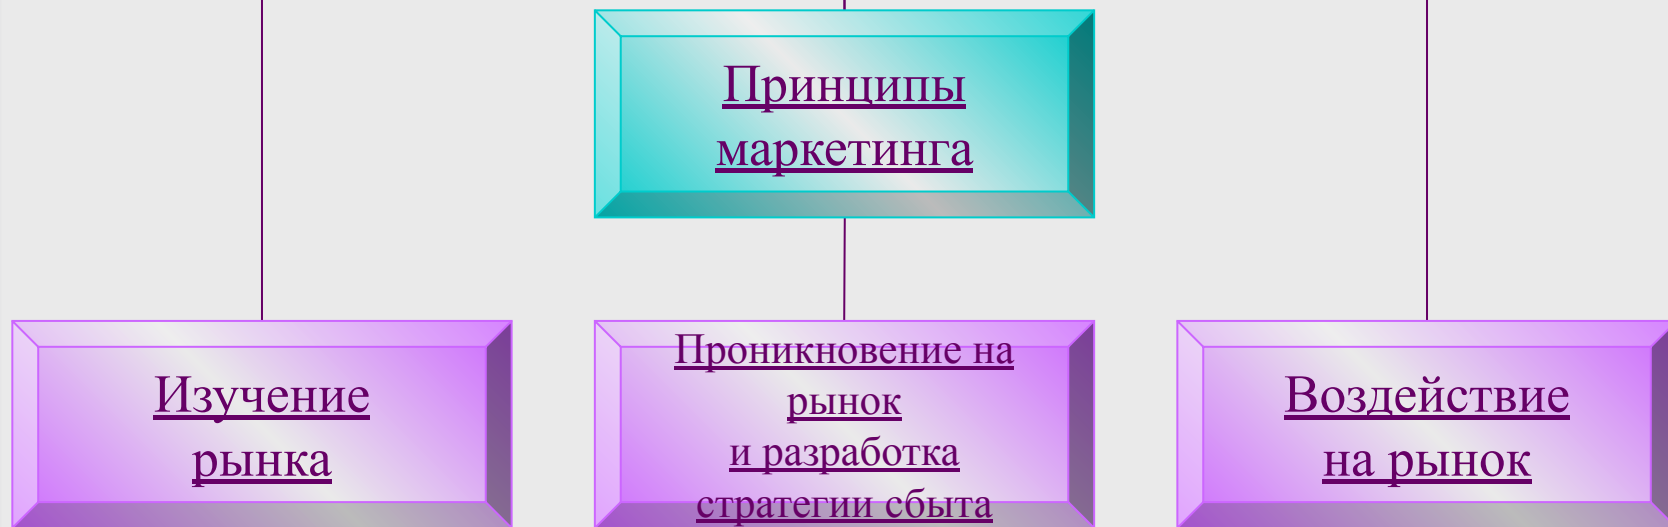 Принципы
маркетинга
Изучение
рынка
Проникновение на
рынок
и разработка
стратегии сбыта
Воздействие
на рынок